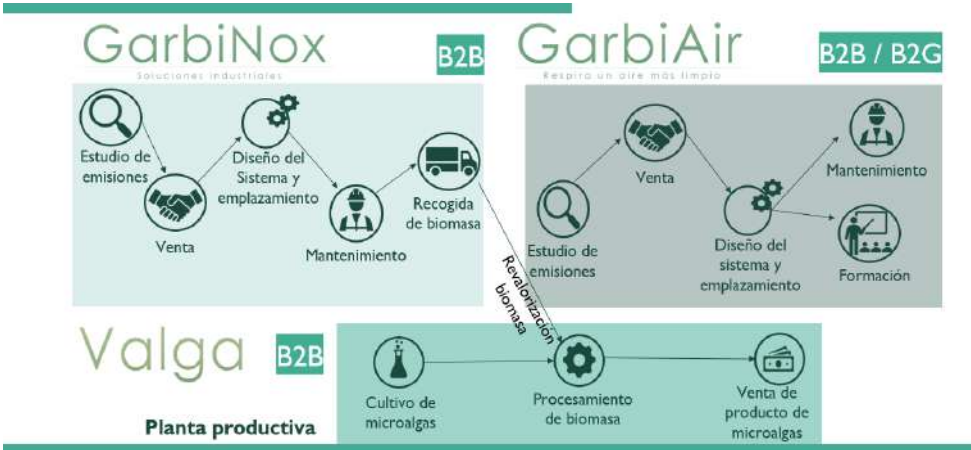 GarbiNox
Soluciones industriales
B2B
Estudio de
emisiones
Venta
Diseño del
Sistema y
emplazamiento
Mantenimiento
Recogida
de biomasa
GarbiAir
Respira un aire más limpio
B2B / B2G
Estudio de
emisiones
Venta
Diseño del
sistema y
emplazamiento
Mantenimiento
Formación
Revalorización
biomasa
Valga
B2B
Planta productiva
Cultivo de
microalgas
Procesamiento
de biomasa
Venta de
producto de
microalgas